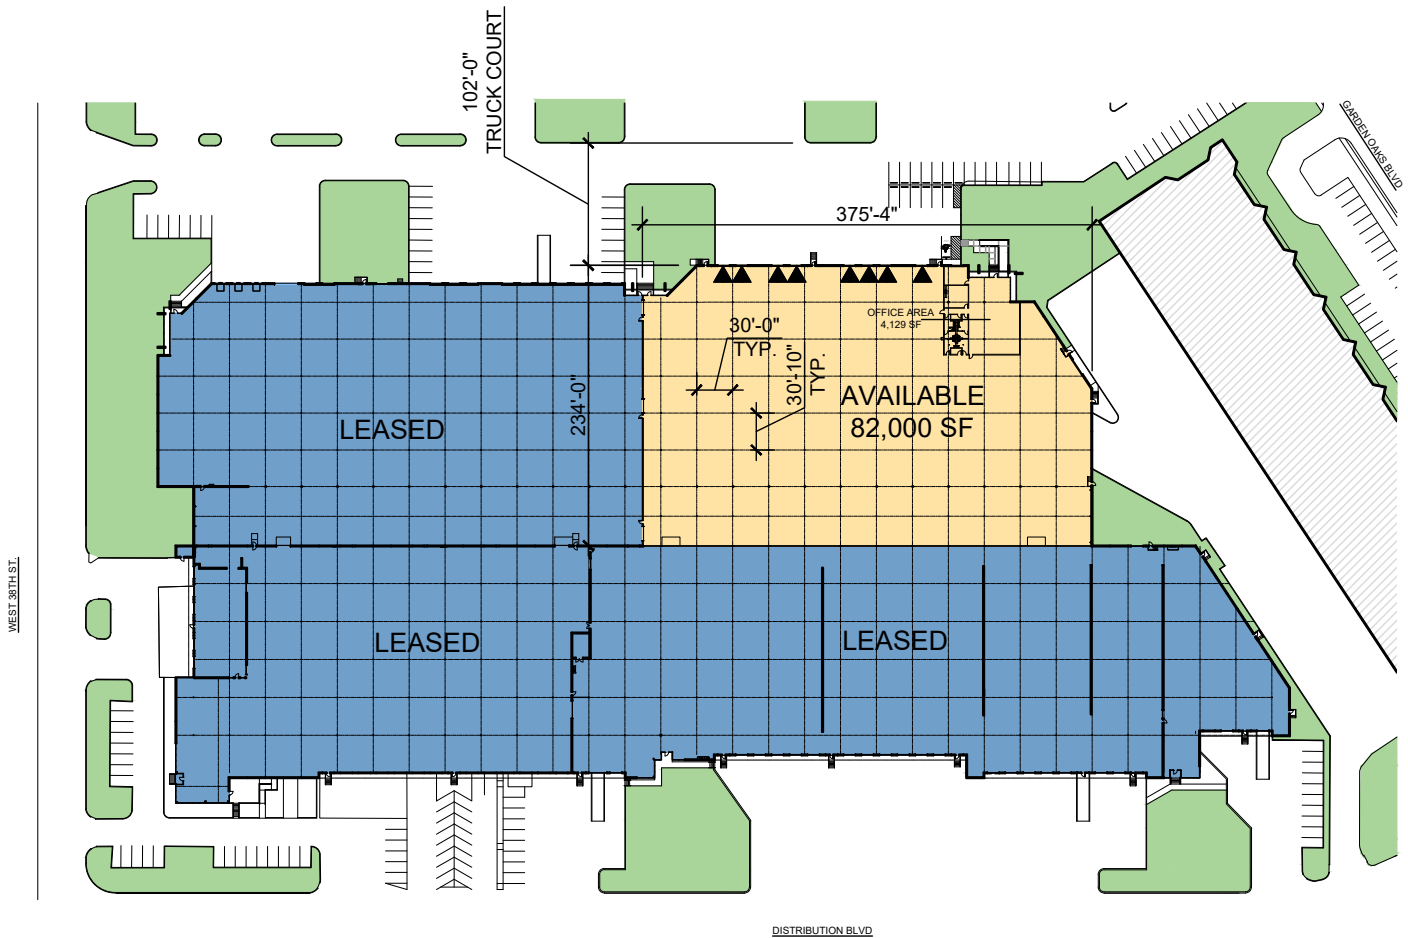 102'-0"
TRUCK COURT
GARDEN OAKS BLVD
375'-4"
OFFICE AREA
4,129 SF
30'-0"
TYP.
30'-10"
TYP.
234'-0"
AVAILABLE
82,000 SF
LEASED
WEST 38TH ST.
LEASED
LEASED
DISTRIBUTION BLVD